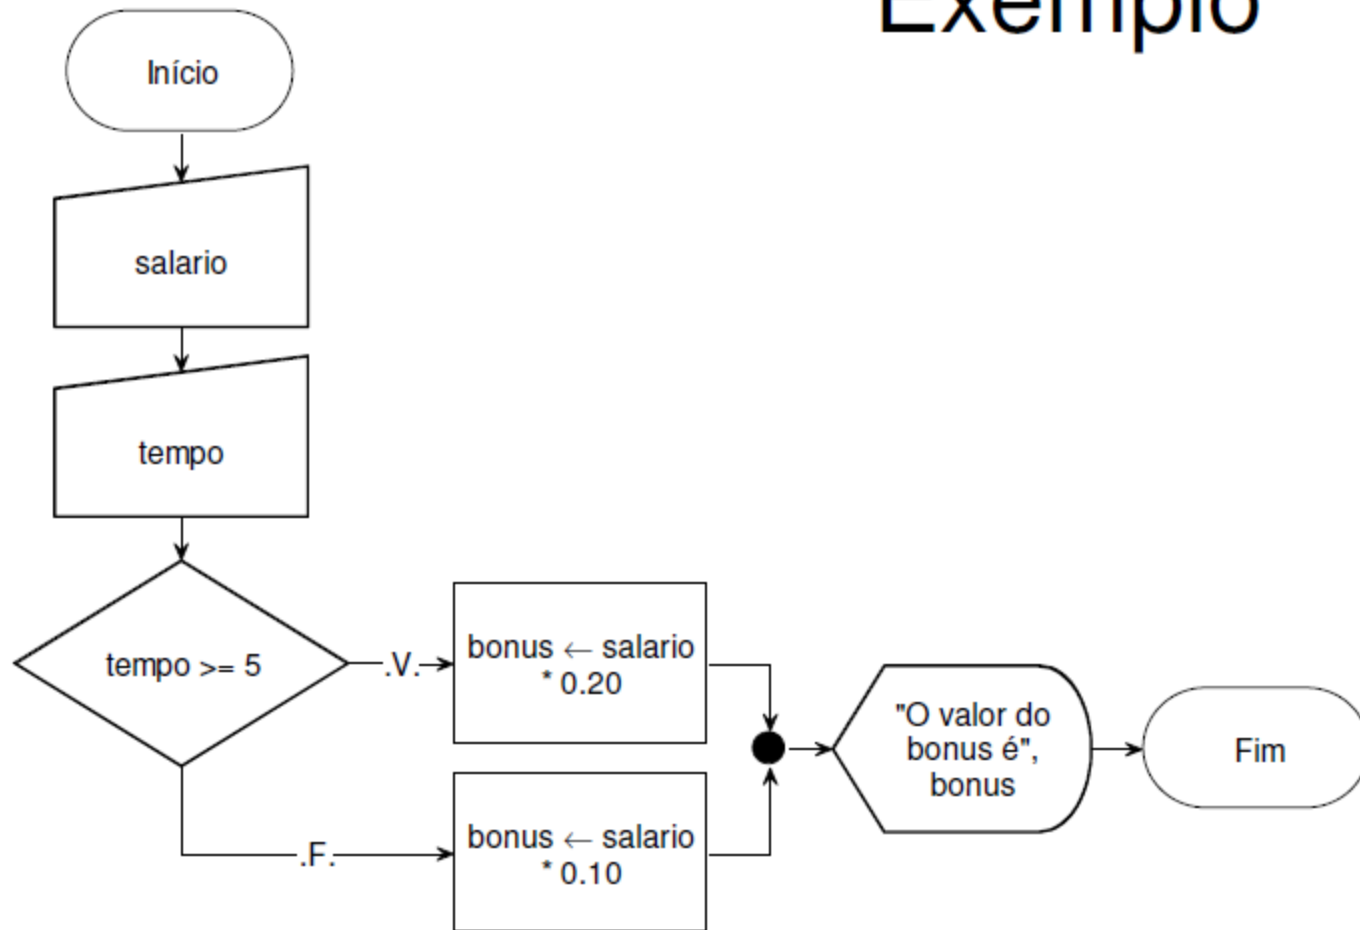 Exemplo
Início
salario
tempo
tempo >= 5
.V.
bonus ← salario
* 0.20
.F.
bonus ← salario
* 0.10
"O valor do
bonus é",
bonus
Fim